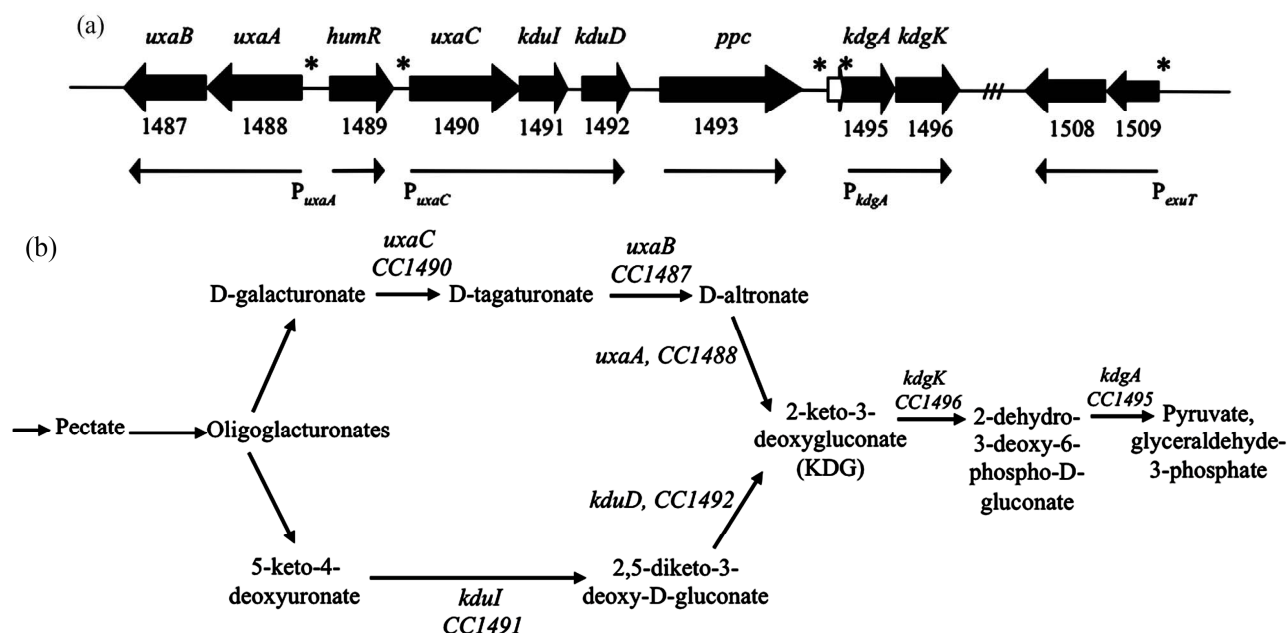 (a)
uxaB uxaA humR uxaC kduI kduD ppc kdgA kdgK
* * * * *
1487 1488 1489 1490 1491 1492 1493 1495 1496 1508 1509
PuxaA PuxaC PkdgA PexuT
(b)
uxaC
CC1490
uxaB
CC1487
D-galacturonate D-tagaturonate D-altronate
uxaA, CC1488
Pectate Oligoglacturonates
2-keto-3-
deoxygluconate
(KDG)
kdgK
CC1496
2-dehydro-
3-deoxy-6-
phospho-D-
gluconate
kdgA
CC1495
Pyruvate,
glyceraldehyde-
3-phosphate
kduD, CC1492
5-keto-4-
deoxyuronate
kduI
CC1491
2,5-diketo-3-
deoxy-D-gluconate